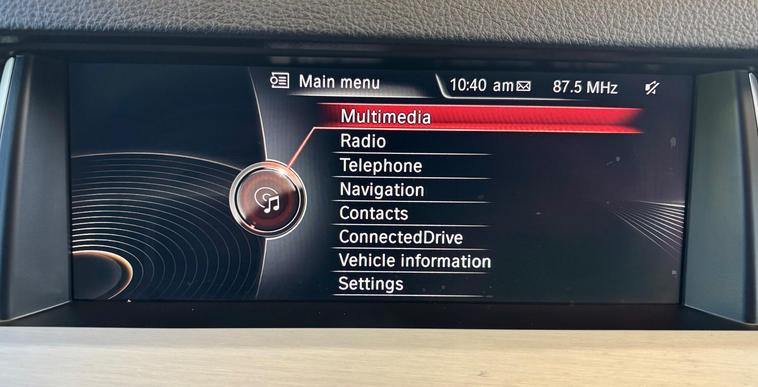 Main menu 10:40 am 87.5 MHz
Multimedia
Radio
Telephone
Navigation
Contacts
ConnectedDrive
Vehicle information
Settings